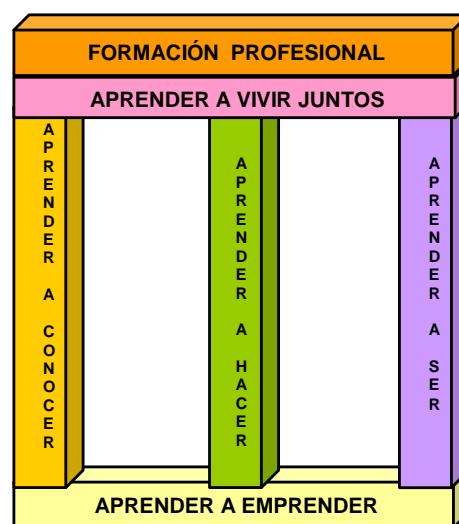 FORMACIÓN PROFESIONAL
APRENDER A VIVIR JUNTOS
APRENDER A CONOCER
APRENDER A HACER
APRENDER A SER
APRENDER A EMPRENDER